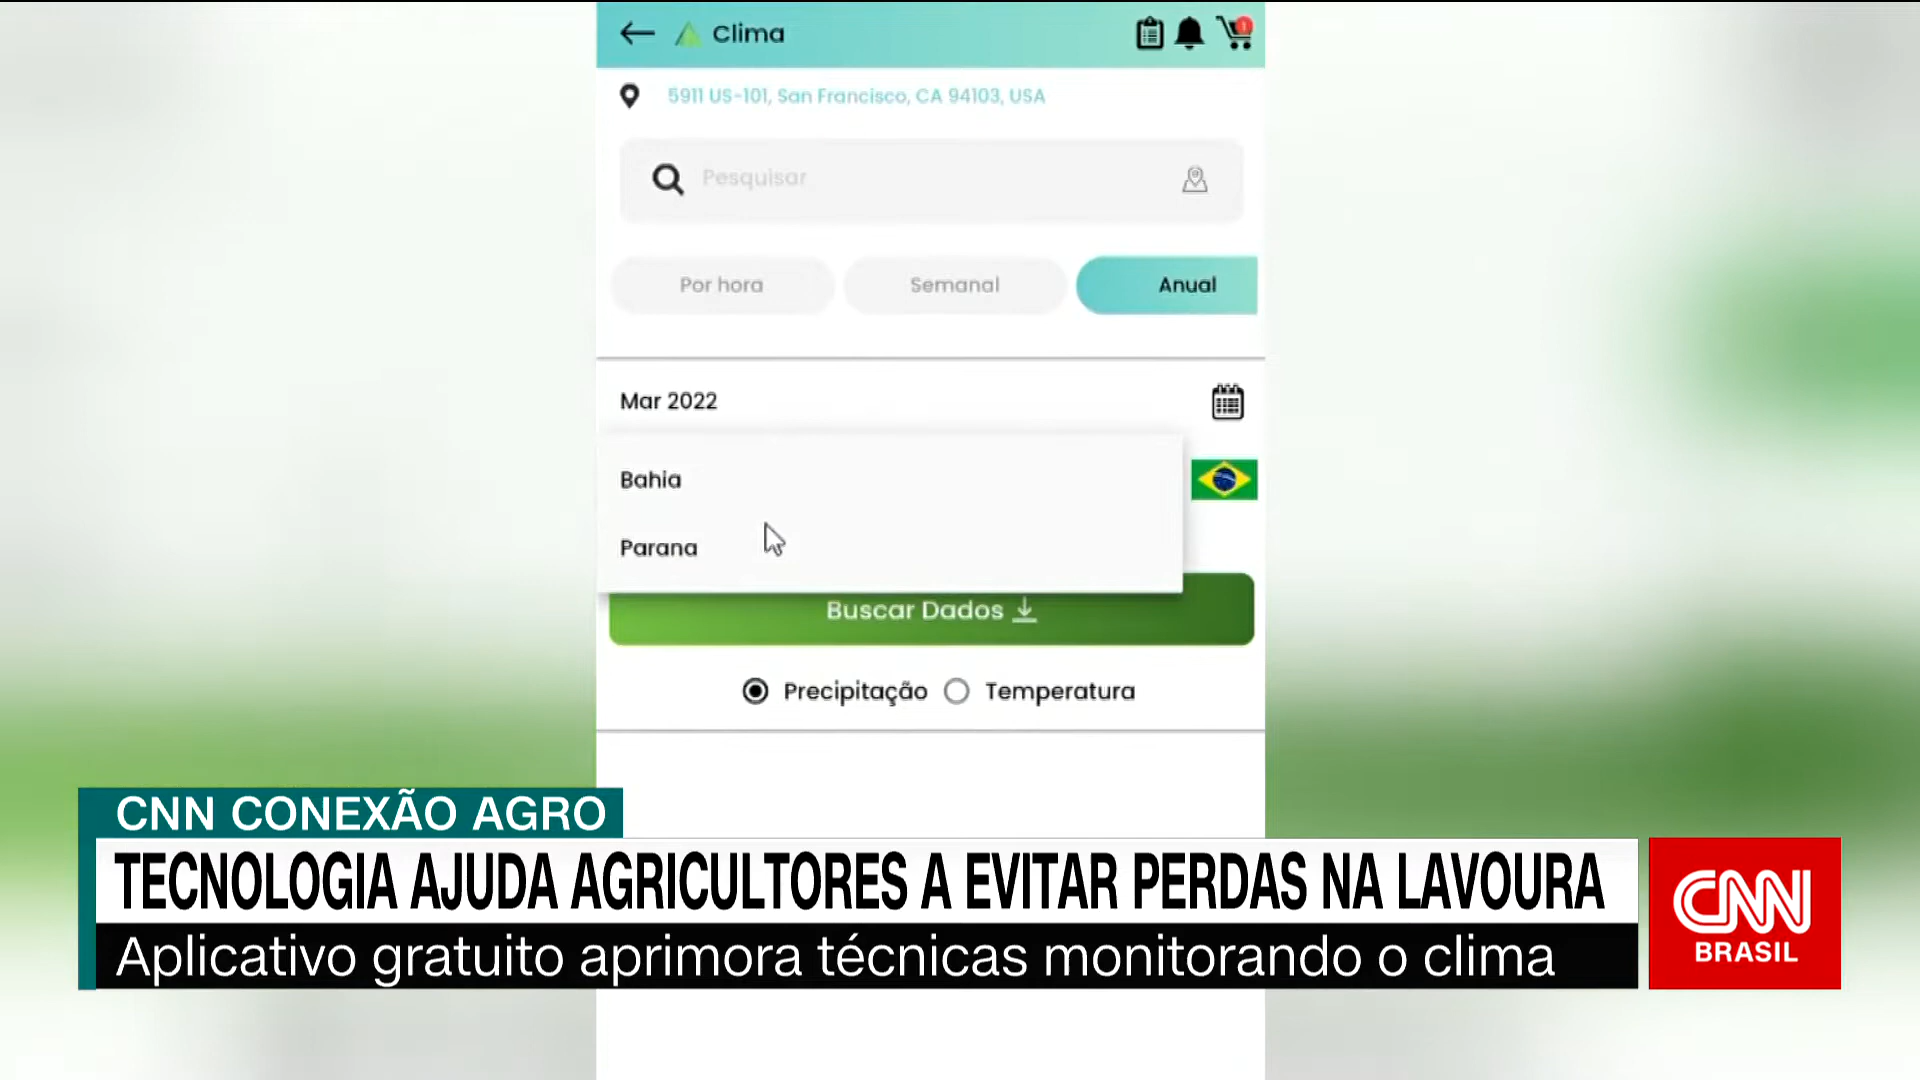 Clima
1
5911 US-101, San Francisco, CA 94103, USA
Pesquisar
Por hora Semanal Anual
Mar 2022
Bahia
Parana
Buscar Dados
Precipitação Temperatura
CNN CONEXÃO AGRO
TECNOLOGIA AJUDA AGRICULTORES A EVITAR PERDAS NA LAVOURA
Aplicativo gratuito aprimora técnicas monitorando o clima
CNN
BRASIL